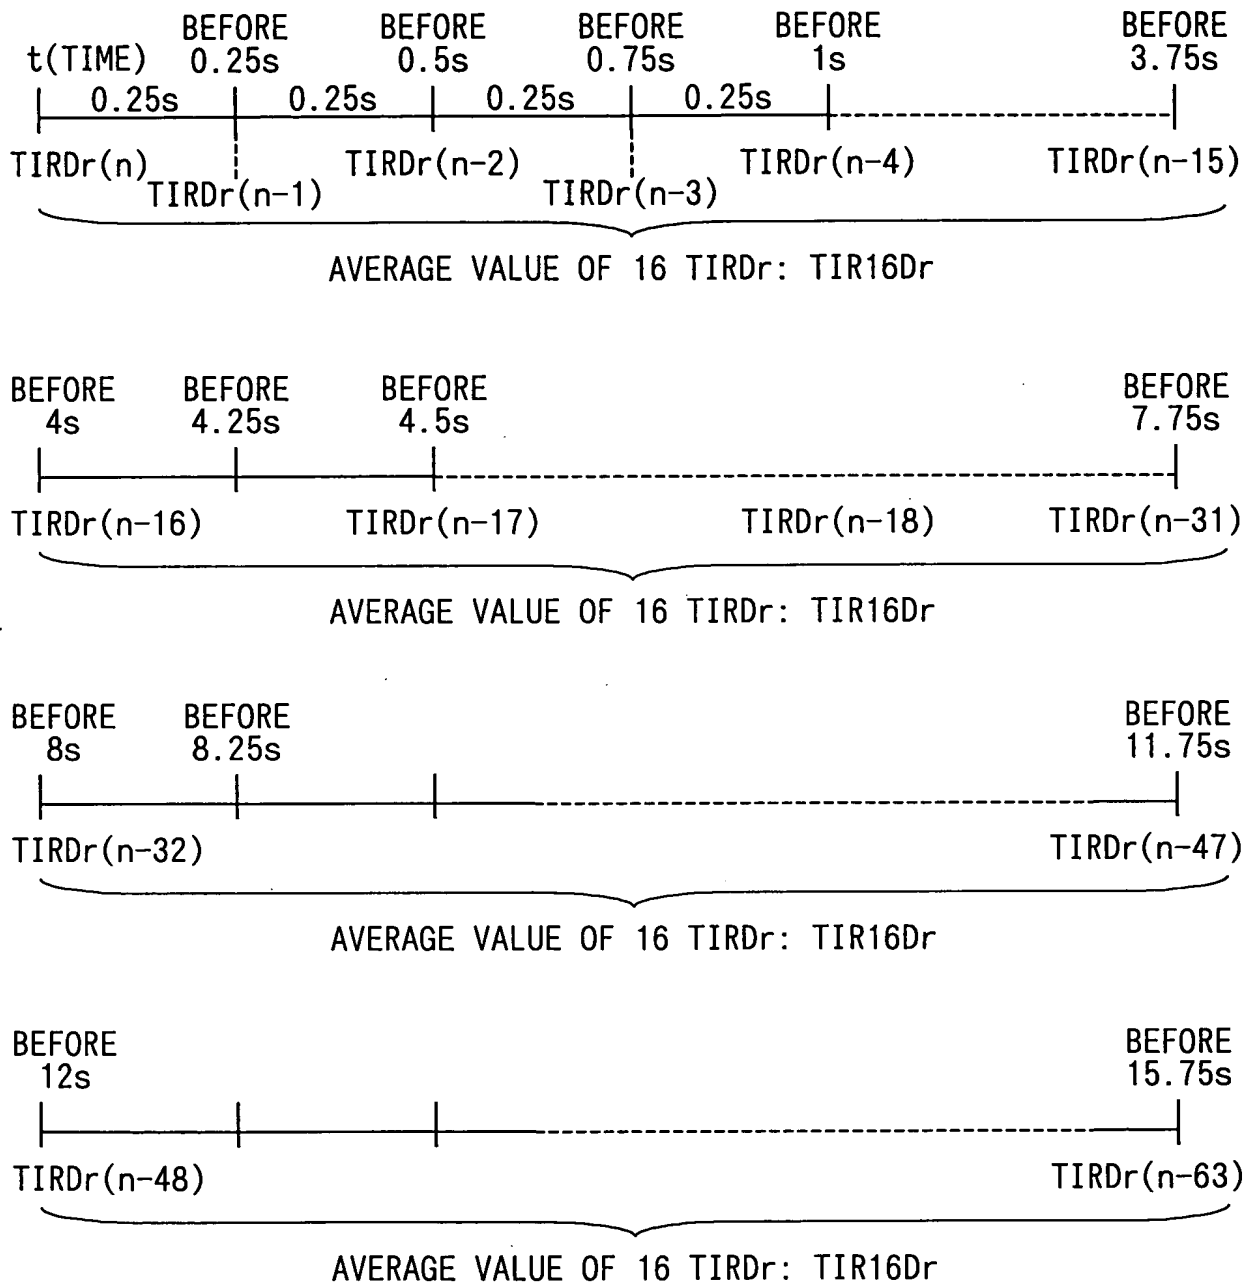 BEFORE BEFORE BEFORE BEFORE BEFORE
t(TIME) 0.25s 0.5s 0.75s 1s 3.75s
0.25s 0.25s 0.25s 0.25s
TIRDr(n) TIRDr(n-2) TIRDr(n-4) TIRDr(n-15)
TIRDr(n-1) TIRDr(n-3)
AVERAGE VALUE OF 16 TIRDr: TIR16Dr
BEFORE BEFORE BEFORE BEFORE
4s 4.25s 4.5s 7.75s
TIRDr(n-16) TIRDr(n-17) TIRDr(n-18) TIRDr(n-31)
AVERAGE VALUE OF 16 TIRDr: TIR16Dr
BEFORE BEFORE BEFORE
8s 8.25s 11.75s
TIRDr(n-32) TIRDr(n-47)
AVERAGE VALUE OF 16 TIRDr: TIR16Dr
BEFORE BEFORE
12s 15.75s
TIRDr(n-48) TIRDr(n-63)
AVERAGE VALUE OF 16 TIRDr: TIR16Dr